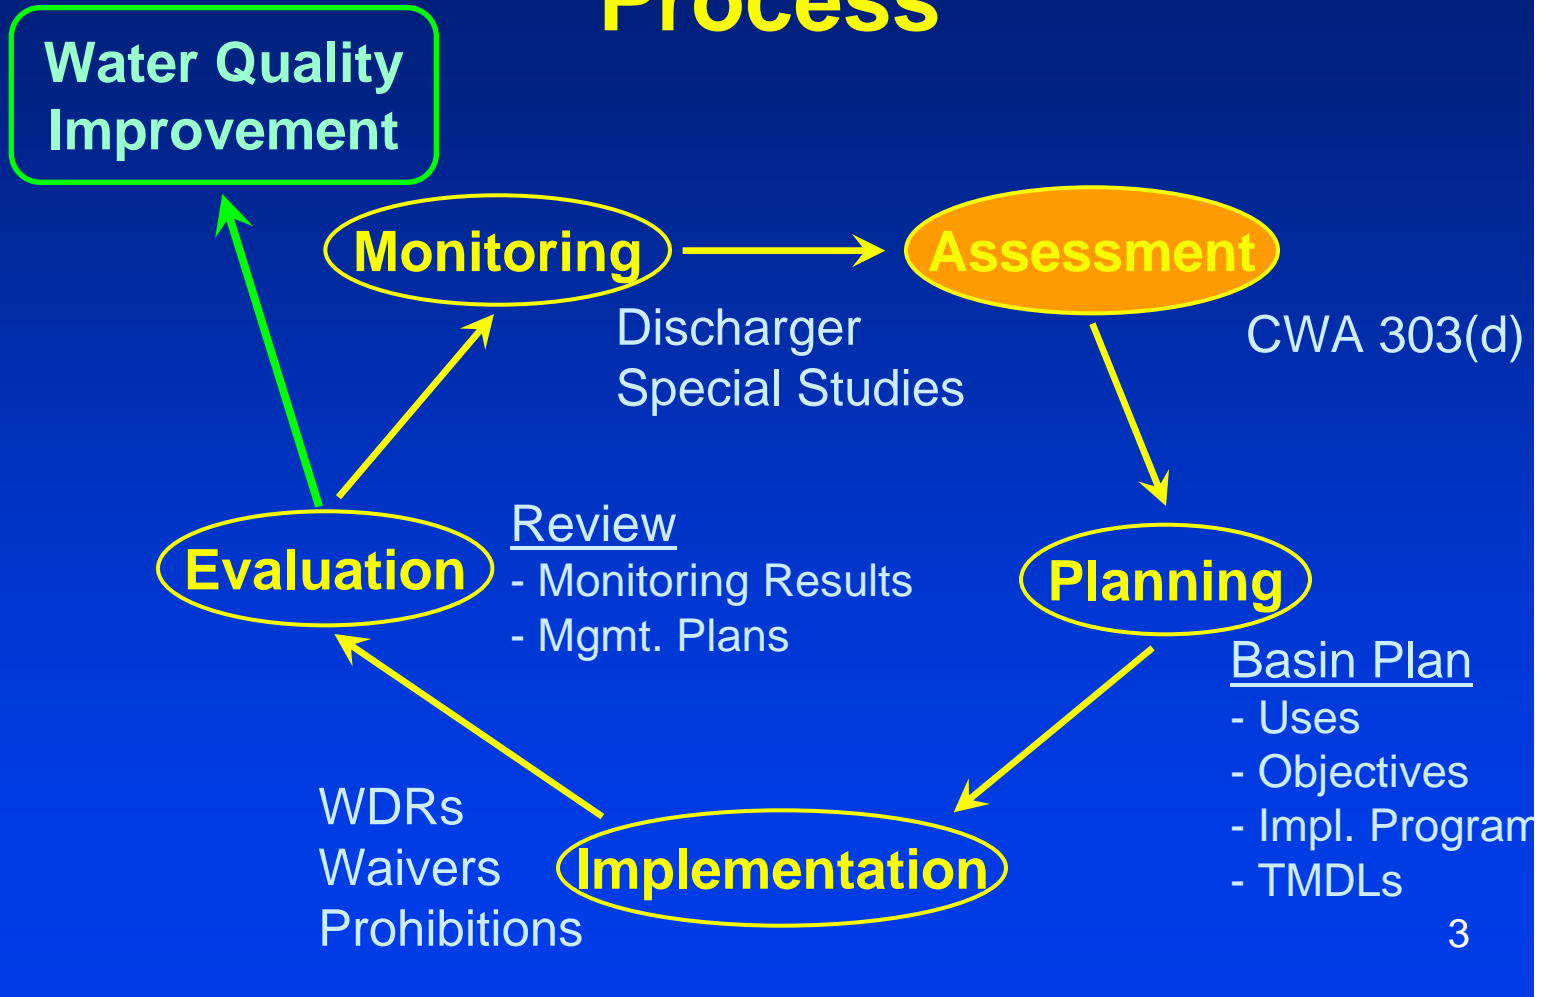 Process
Water Quality
Improvement
Monitoring
Assessment
Discharger
Special Studies
CWA 303(d)
Evaluation
Review
- Monitoring Results
- Mgmt. Plans
Planning
Basin Plan
- Uses
- Objectives
- Impl. Program
- TMDLs
WDRs
Waivers
Prohibitions
Implementation
3